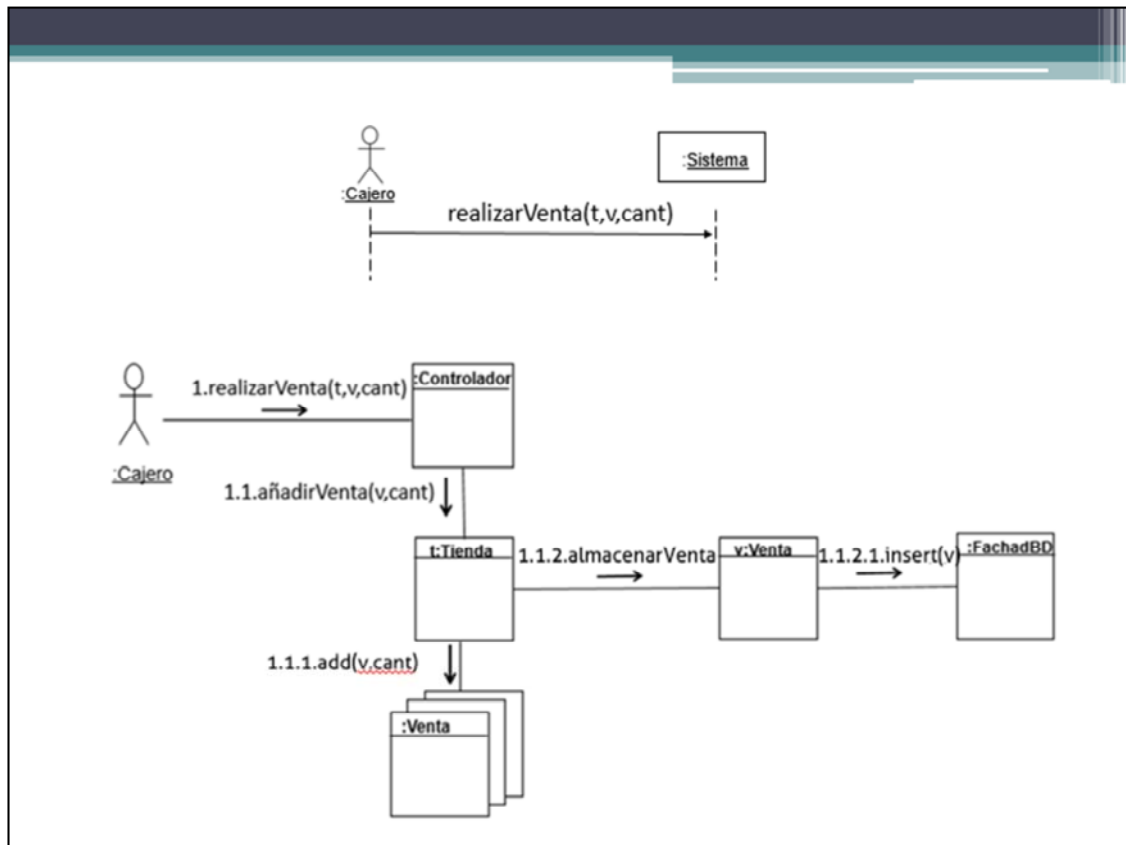 :Sistema
:Cajero
realizarVenta(t,v,cant)
1.realizarVenta(t,v,cant)
:Controlador
:Cajero
1.1.añadirVenta(v,cant)
t:Tienda
1.1.2.almacenarVenta
v:Venta
1.1.2.1.insert(v)
:FachadBD
1.1.1.add(v.cant)
:Venta